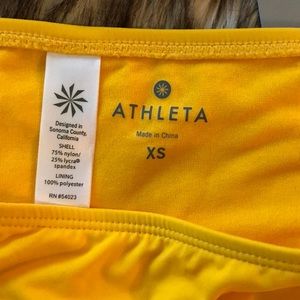 Designed in
Sonoma County,
California
SHELL
75% nylon/
25% lycra®
spandex
LINING
100% polyester
RN #54023
ATHLETA
Made in China
XS